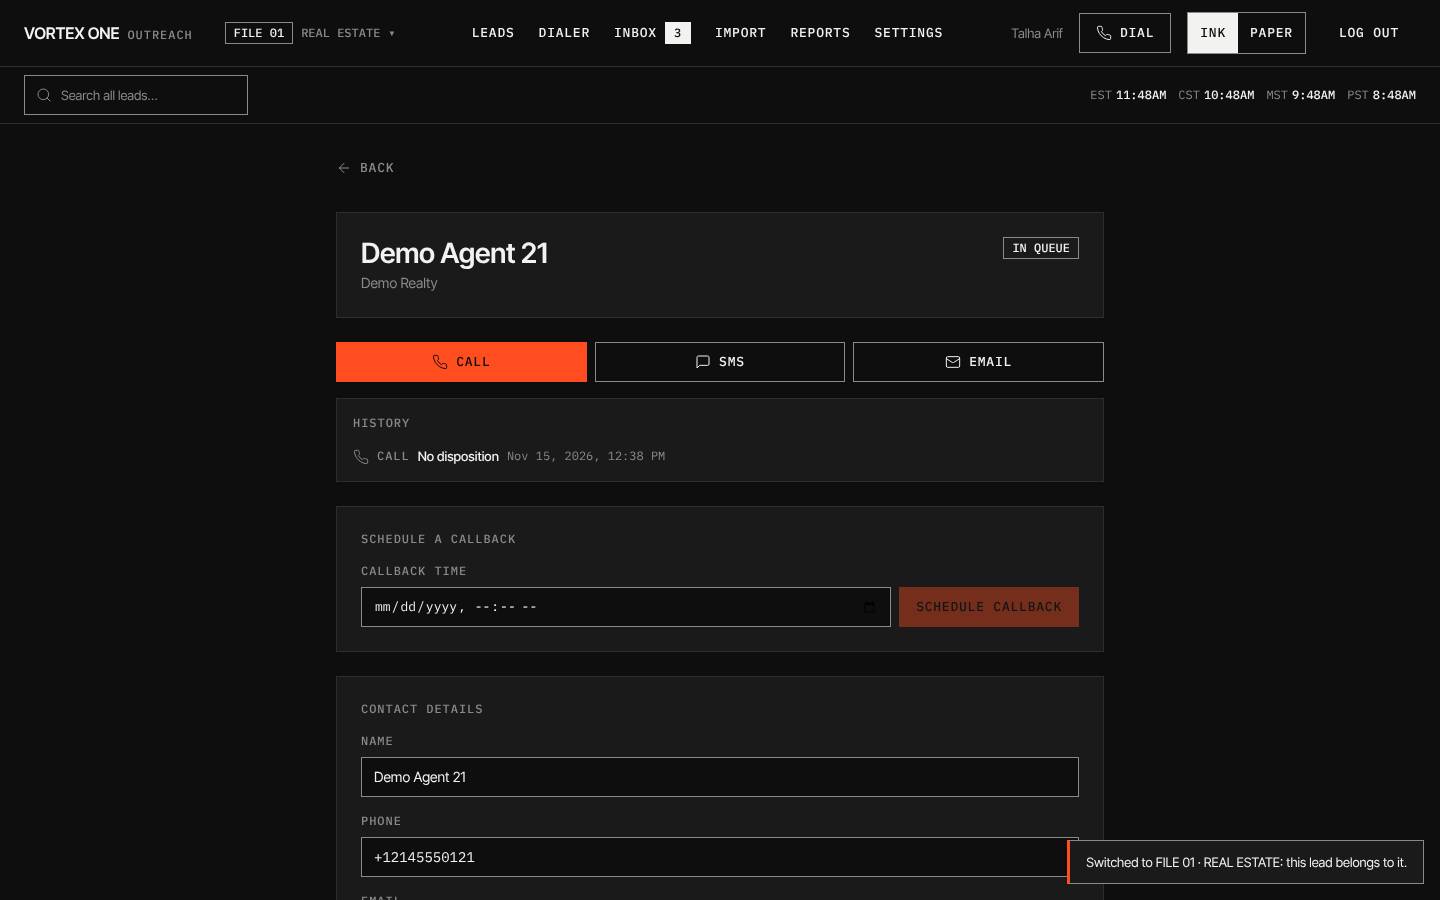 VORTEX ONE OUTREACH FILE 01 REAL ESTATE ▾ LEADS DIALER INBOX 3 IMPORT REPORTS SETTINGS Talha Arif DIAL INK PAPER LOG OUT
Search all leads... EST 11:48AM CST 10:48AM MST 9:48AM PST 8:48AM
← BACK
Demo Agent 21 IN QUEUE
Demo Realty
CALL SMS EMAIL
HISTORY
CALL No disposition Nov 15, 2026, 12:38 PM
SCHEDULE A CALLBACK
CALLBACK TIME
mm/dd/yyyy, --:-- -- SCHEDULE CALLBACK
CONTACT DETAILS
NAME
Demo Agent 21
PHONE
+12145550121
Switched to FILE 01 · REAL ESTATE: this lead belongs to it.
EMAIL